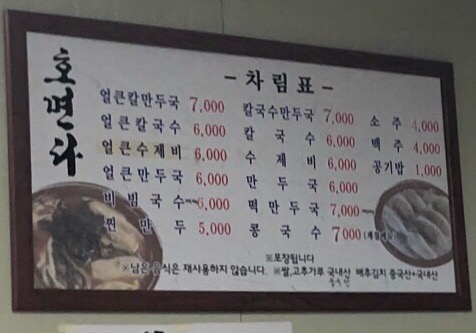 호면다
- 차림표 -
얼큰칼만두국 7,000
얼큰칼국수 6,000
얼큰수제비 6,000
얼큰만두국 6,000
비빔국수 6,000
찐만두 5,000
칼국수만두국 7,000
칼국수 6,000
수제비 6,000
만두국 6,000
떡만두국 7,000
콩국수 7000
소주 4,000
맥주 4,000
공기밥 1,000
※포장됩니다
※남은음식은 재사용하지 않습니다. ※쌀,고추가루 국내산 배추김치 중국산+국내산